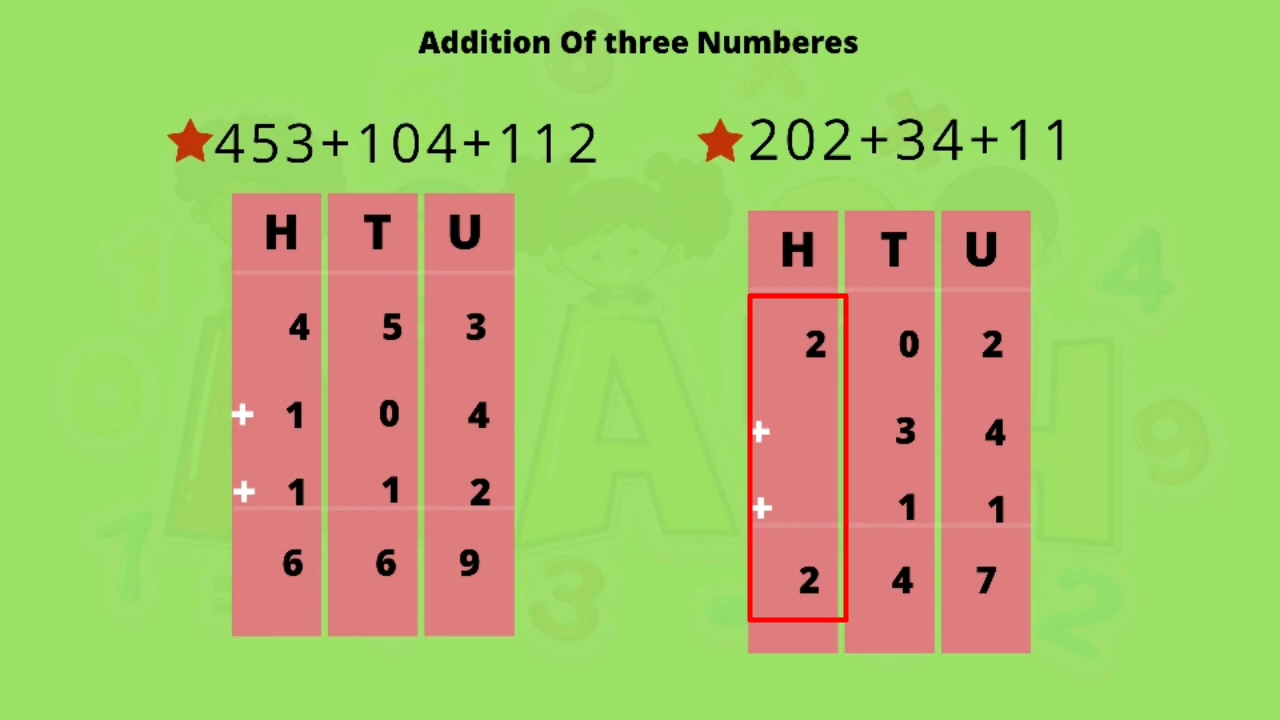 Addition Of three Numberes
453+104+112
H T U
4 5 3
+ 1 0 4
+ 1 1 2
6 6 9
202+34+11
H T U
2 0 2
+ 3 4
+ 1 1
2 4 7